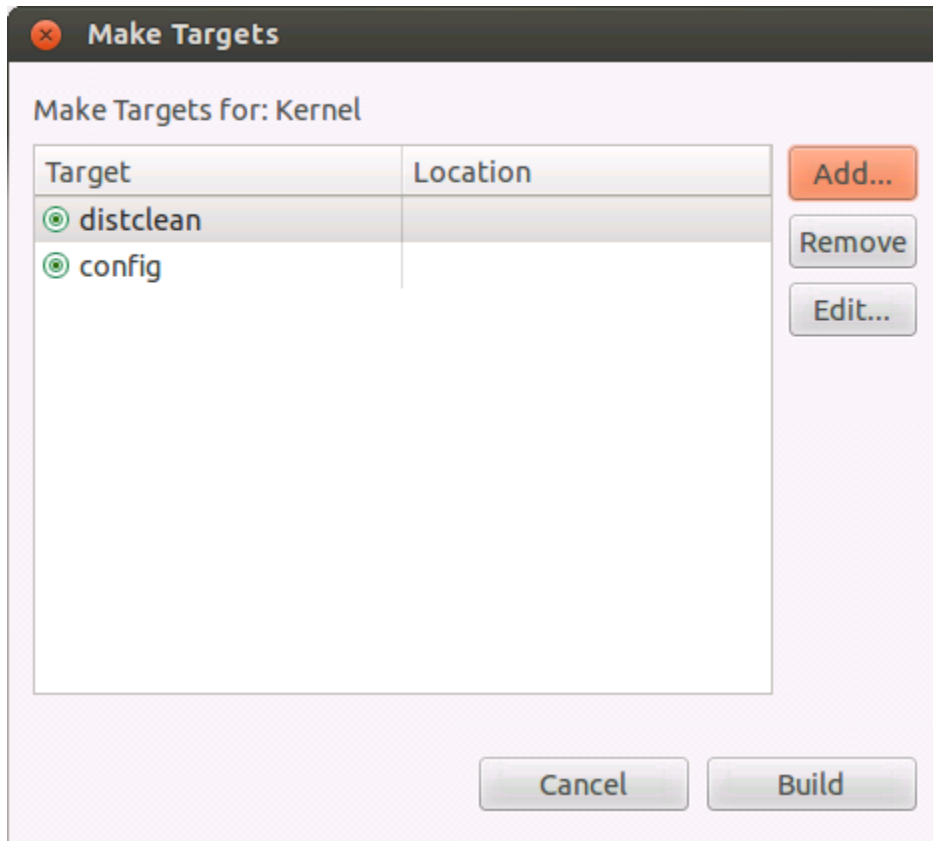 Make Targets
Make Targets for: Kernel
Target Location
Add...
distclean
Remove
config
Edit...
Cancel Build